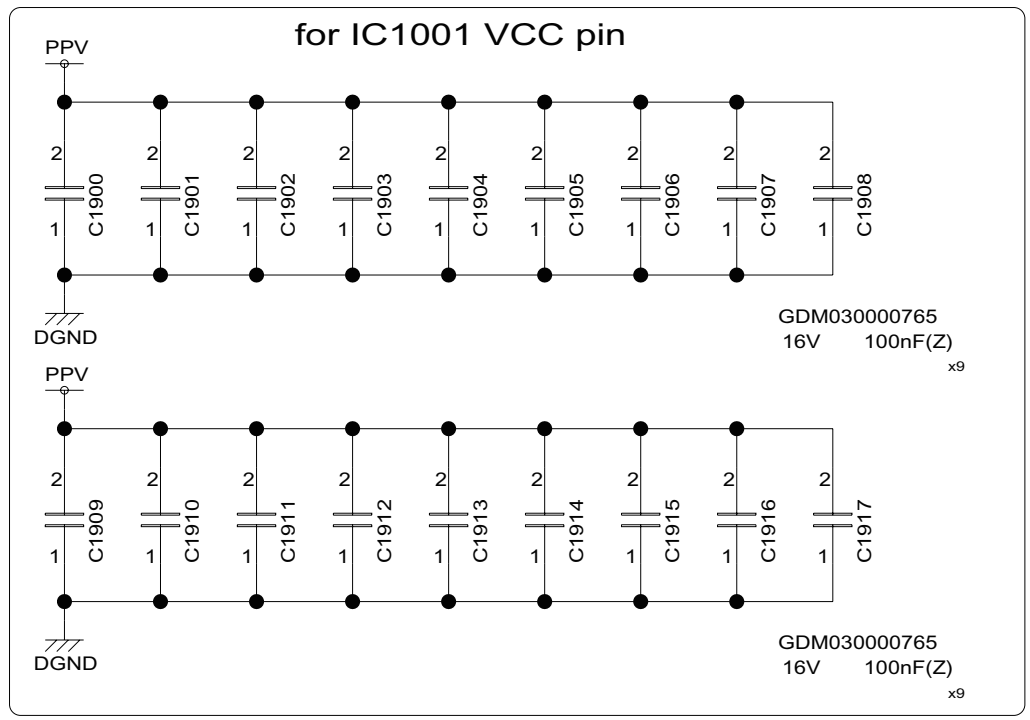 for IC1001 VCC pin
PPV
2 2 2 2 2 2 2 2 2
C1900 C1901 C1902 C1903 C1904 C1905 C1906 C1907 C1908
1 1 1 1 1 1 1 1 1
DGND
GDM030000765
16V 100nF(Z)
x9
PPV
2 2 2 2 2 2 2 2 2
C1909 C1910 C1911 C1912 C1913 C1914 C1915 C1916 C1917
1 1 1 1 1 1 1 1 1
DGND
GDM030000765
16V 100nF(Z)
x9